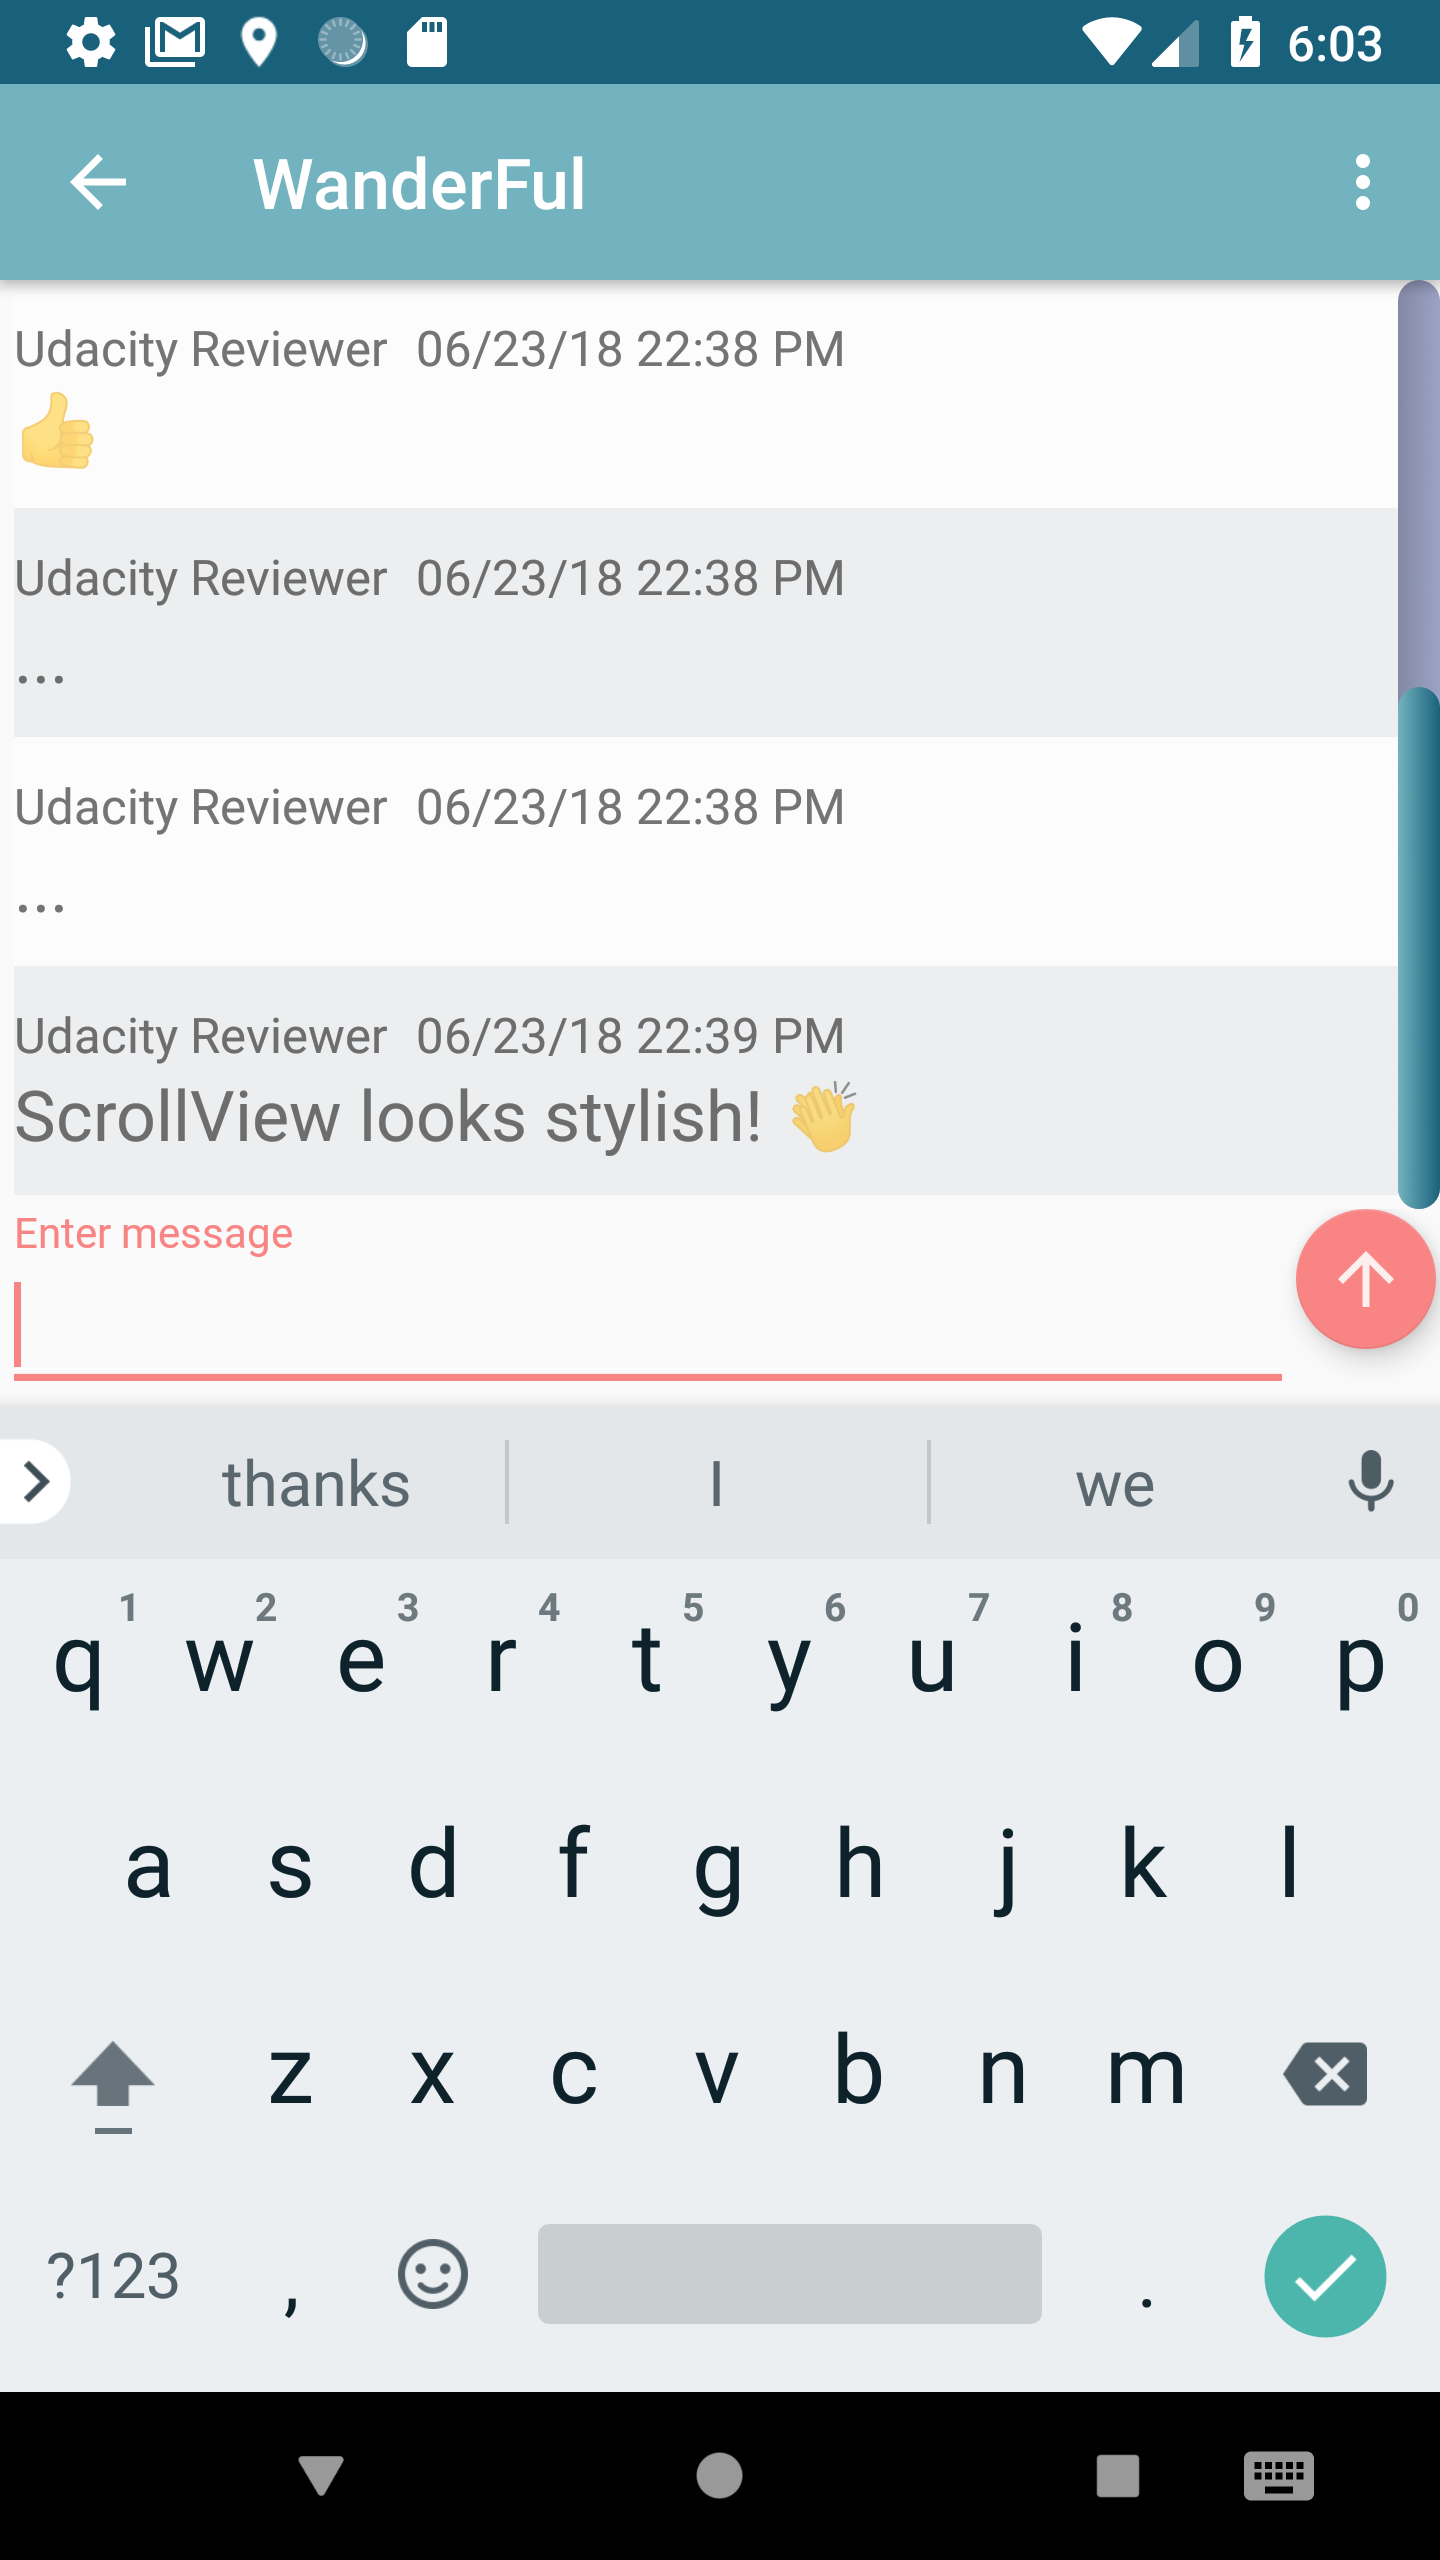 6:03
WanderFul
Udacity Reviewer 06/23/18 22:38 PM
👍
Udacity Reviewer 06/23/18 22:38 PM
...
Udacity Reviewer 06/23/18 22:38 PM
...
Udacity Reviewer 06/23/18 22:39 PM
ScrollView looks stylish! 👏
Enter message
thanks I we
1 2 3 4 5 6 7 8 9 0
q w e r t y u i o p
a s d f g h j k l
z x c v b n m
?123 , .